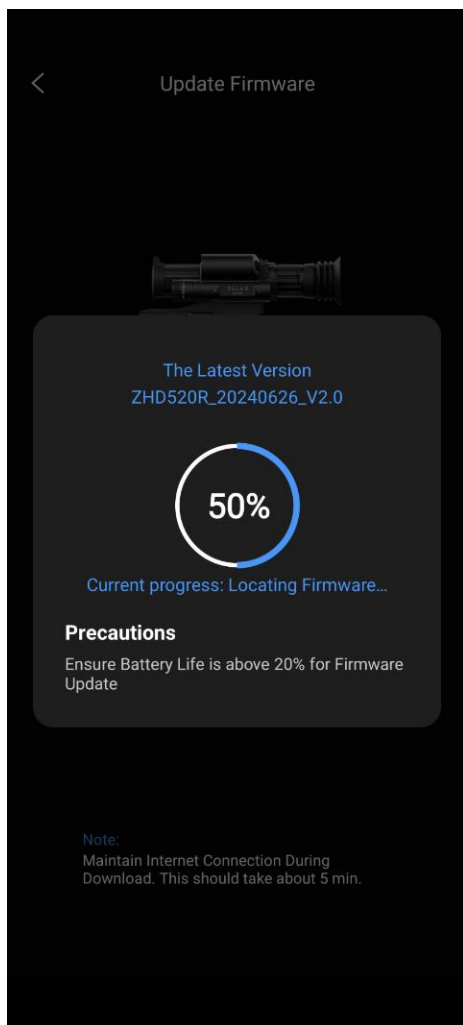 Update Firmware
The Latest Version
ZHD520R_20240626_V2.0
50%
Current progress: Locating Firmware...
Precautions
Ensure Battery Life is above 20% for Firmware
Update
Note:
Maintain Internet Connection During
Download. This should take about 5 min.